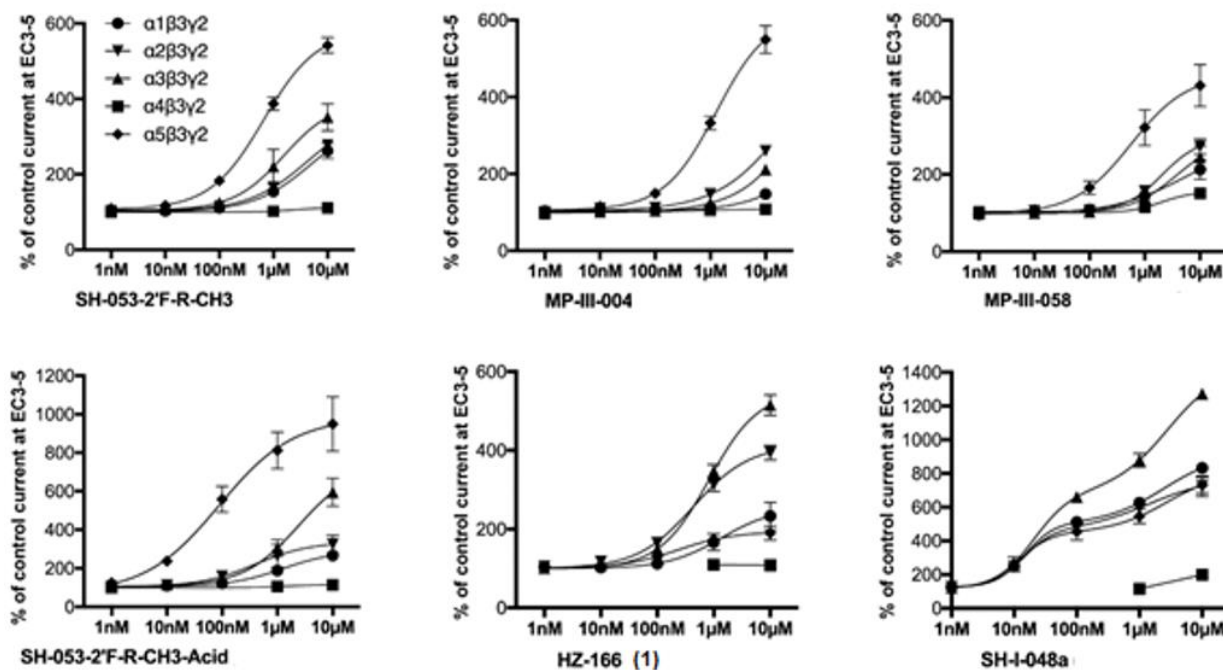 % of control current at EC3-5
600
400
200
0
α1β3γ2
α2β3γ2
α3β3γ2
α4β3γ2
α5β3γ2
1nM 10nM 100nM 1μM 10μM
SH-053-2'F-R-CH3
% of control current at EC3-5
600
400
200
0
1nM 10nM 100nM 1μM 10μM
MP-III-004
% of control current at EC3-5
600
400
200
0
1nM 10nM 100nM 1μM 10μM
MP-III-058
% of control current at EC3-5
1200
1000
800
600
400
200
0
1nM 10nM 100nM 1μM 10μM
SH-053-2'F-R-CH3-Acid
% of control current at EC3-5
600
400
200
0
1nM 10nM 100nM 1μM 10μM
HZ-166 (1)
% of control current at EC3-5
1400
1200
1000
800
600
400
200
0
1nM 10nM 100nM 1μM 10μM
SH-I-048a